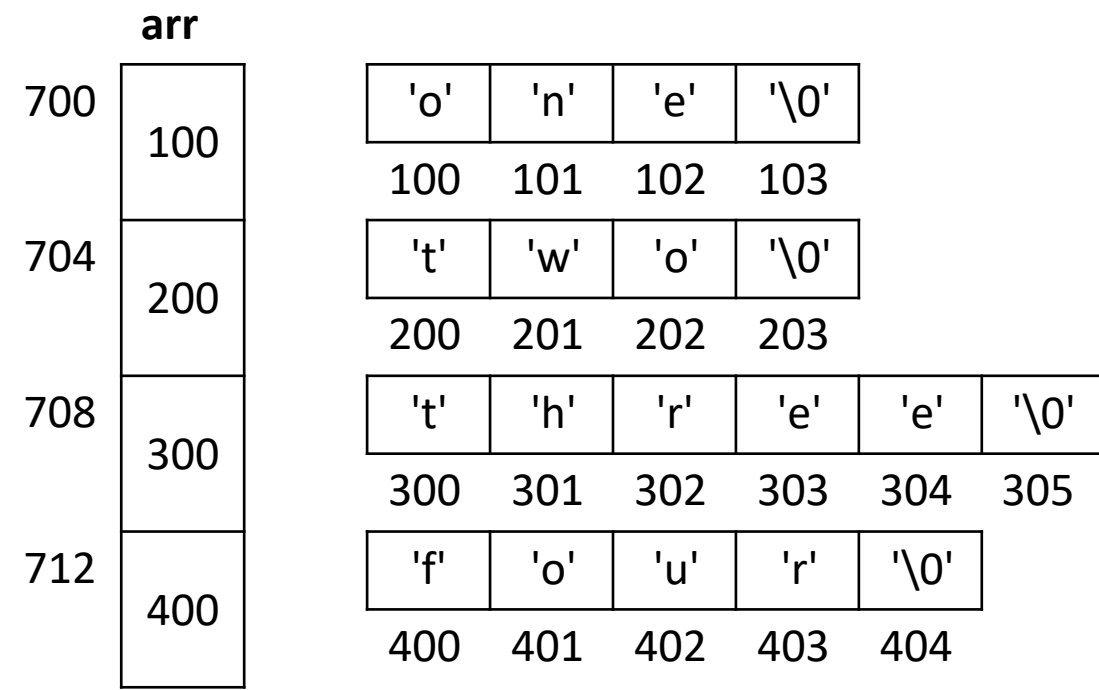 arr
700 100 'o' 'n' 'e' '\0'
100 101 102 103
704 200 't' 'w' 'o' '\0'
200 201 202 203
708 300 't' 'h' 'r' 'e' 'e' '\0'
300 301 302 303 304 305
712 400 'f' 'o' 'u' 'r' '\0'
400 401 402 403 404